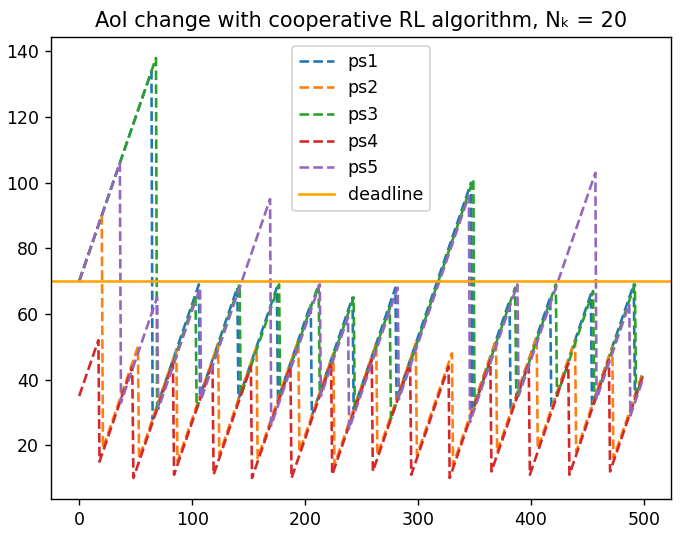 AoI change with cooperative RL algorithm, Nₖ = 20
140
120
100
80
60
40
20
0
100
200
300
400
500
ps1
ps2
ps3
ps4
ps5
deadline